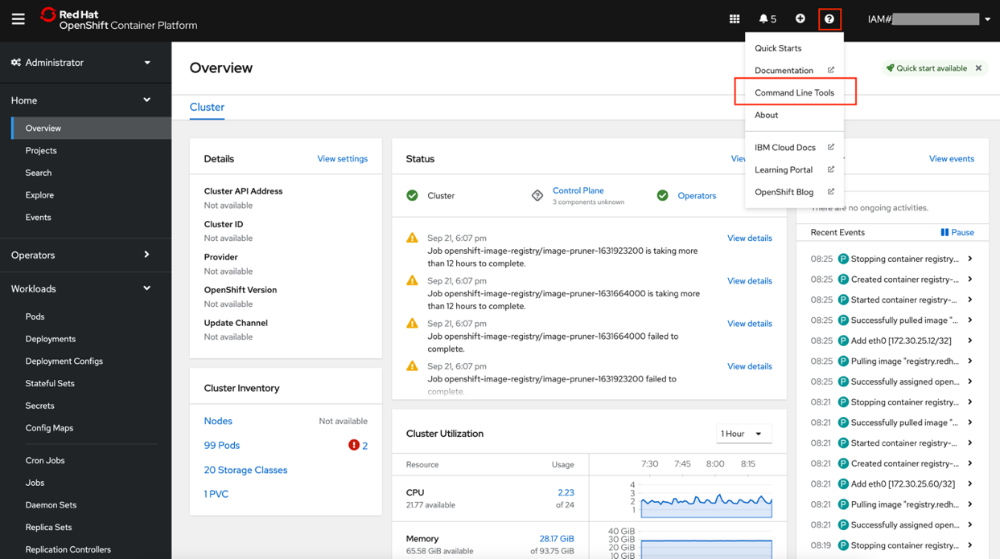 Red Hat
OpenShift Container Platform
5
IAM#
Administrator
Home
Overview
Projects
Search
Explore
Events
Operators
Workloads
Pods
Deployments
Deployment Configs
Stateful Sets
Secrets
Config Maps
Cron Jobs
Jobs
Daemon Sets
Replica Sets
Replication Controllers
Overview
Quick start available
Cluster
Quick Starts
Documentation
Command Line Tools
About
IBM Cloud Docs
Learning Portal
OpenShift Blog
Details
View settings
Cluster API Address
Not available
Cluster ID
Not available
Provider
Not available
OpenShift Version
Not available
Update Channel
Not available
Cluster Inventory
Nodes
Not available
99 Pods
2
20 Storage Classes
1 PVC
Status
Cluster
Control Plane
3 components unknown
Operators
Sep 21, 6:07 pm
View details
Job openshift-image-registry/image-pruner-1631923200 is taking more
than 12 hours to complete.
Sep 21, 6:07 pm
View details
Job openshift-image-registry/image-pruner-1631664000 is taking more
than 12 hours to complete.
Sep 21, 6:07 pm
View details
Job openshift-image-registry/image-pruner-1631664000 failed to
complete.
Sep 21, 6:07 pm
View details
Job openshift-image-registry/image-pruner-1631923200 failed to
complete.
Cluster Utilization
1 Hour
Resource
Usage
7:30 7:45 8:00 8:15
CPU
2.23
21.77 available
of 24
4
3
2
1
Memory
28.17 GiB
65.58 GiB available
of 93.75 GiB
40 GiB
30 GiB
20 GiB
10 GiB
View events
There are no ongoing activities.
Recent Events
Pause
08:25 P Stopping container registry...
08:25 P Created container registry-...
08:25 P Started container registry-...
08:25 P Successfully pulled image "...
08:25 P Add eth0 [172.30.25.12/32]
08:25 P Pulling image "registry.redh...
08:25 P Successfully assigned open...
08:21 P Stopping container registry...
08:21 P Successfully pulled image "...
08:21 P Started container registry-...
08:21 P Created container registry-...
08:21 P Add eth0 [172.30.25.60/32]
08:21 P Pulling image "registry.redh...
08:21 P Successfully assigned open...
08:19 P Stopping container registry...